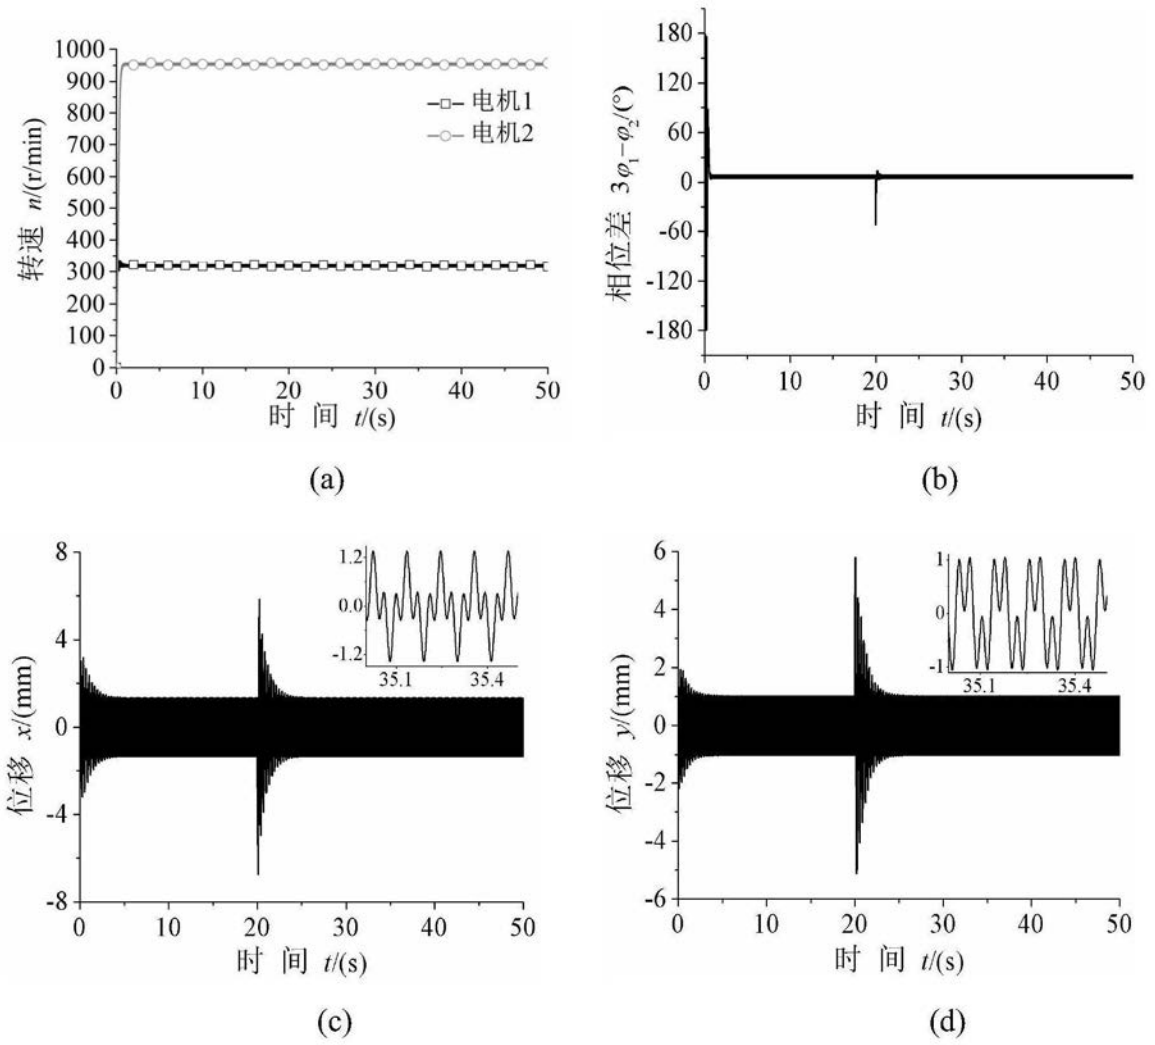 1000
900
800
700
600
500
400
300
200
100
0
转速 n/(r/min)
电机1
电机2
0 10 20 30 40 50
时 间 t/(s)
(a)
180
120
60
0
-60
-120
-180
相位差 3φ₁−φ₂/(°)
0 10 20 30 40 50
时 间 t/(s)
(b)
8
4
0
-4
-8
位移 x/(mm)
1.2
0.0
-1.2
35.1 35.4
0 10 20 30 40 50
时 间 t/(s)
(c)
6
4
2
0
-2
-4
-6
位移 y/(mm)
1
0
-1
35.1 35.4
0 10 20 30 40 50
时 间 t/(s)
(d)